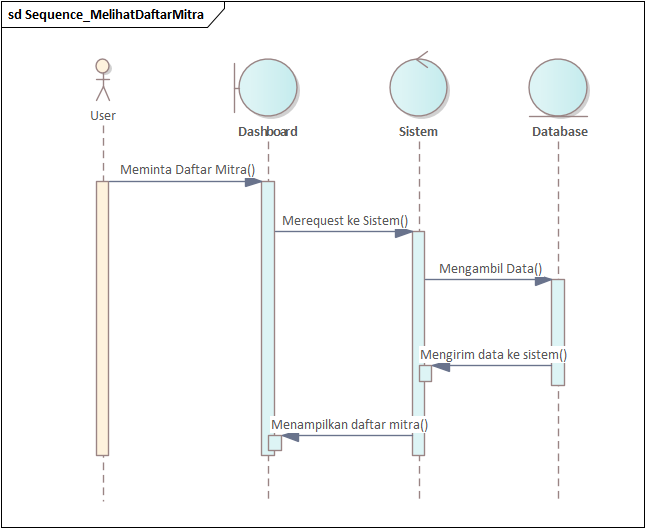 sd Sequence_MelihatDaftarMitra
User
Dashboard
Sistem
Database
Meminta Daftar Mitra()
Merequest ke Sistem()
Mengambil Data()
Mengirim data ke sistem()
Menampilkan daftar mitra()